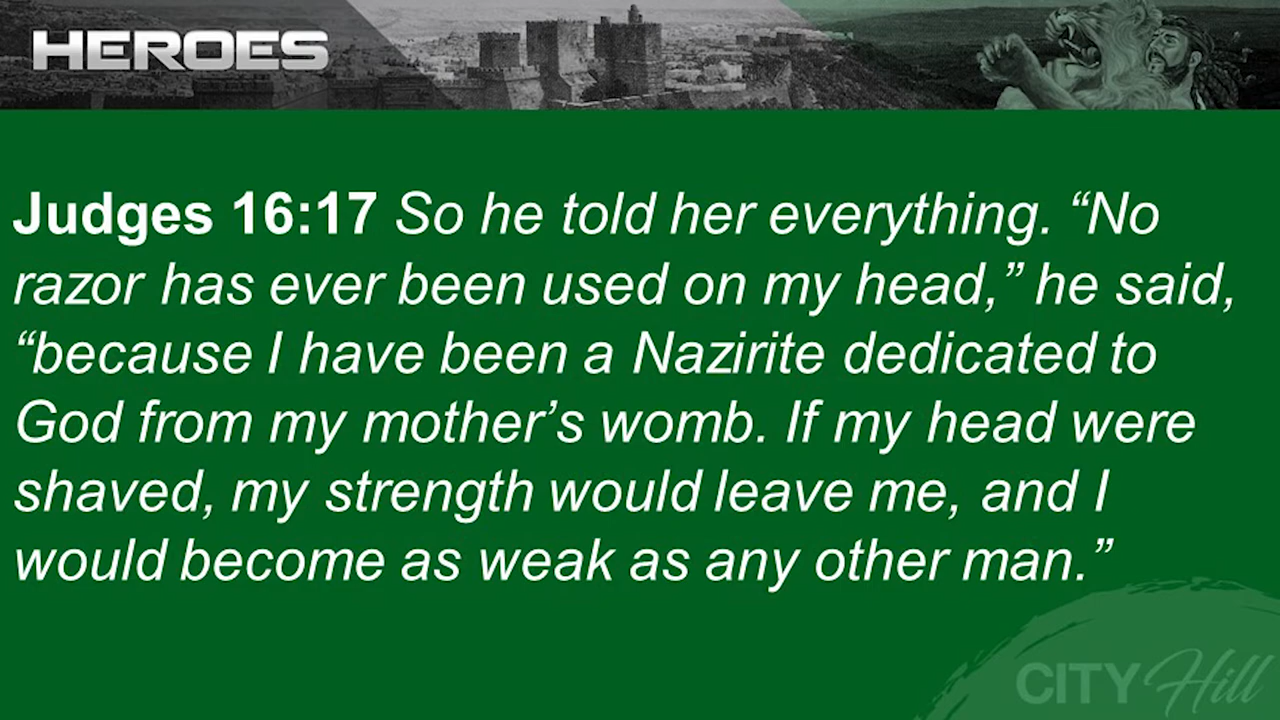 HEROES
Judges 16:17 So he told her everything. “No
razor has ever been used on my head,” he said,
“because I have been a Nazirite dedicated to
God from my mother’s womb. If my head were
shaved, my strength would leave me, and I
would become as weak as any other man.”
CITY Hill